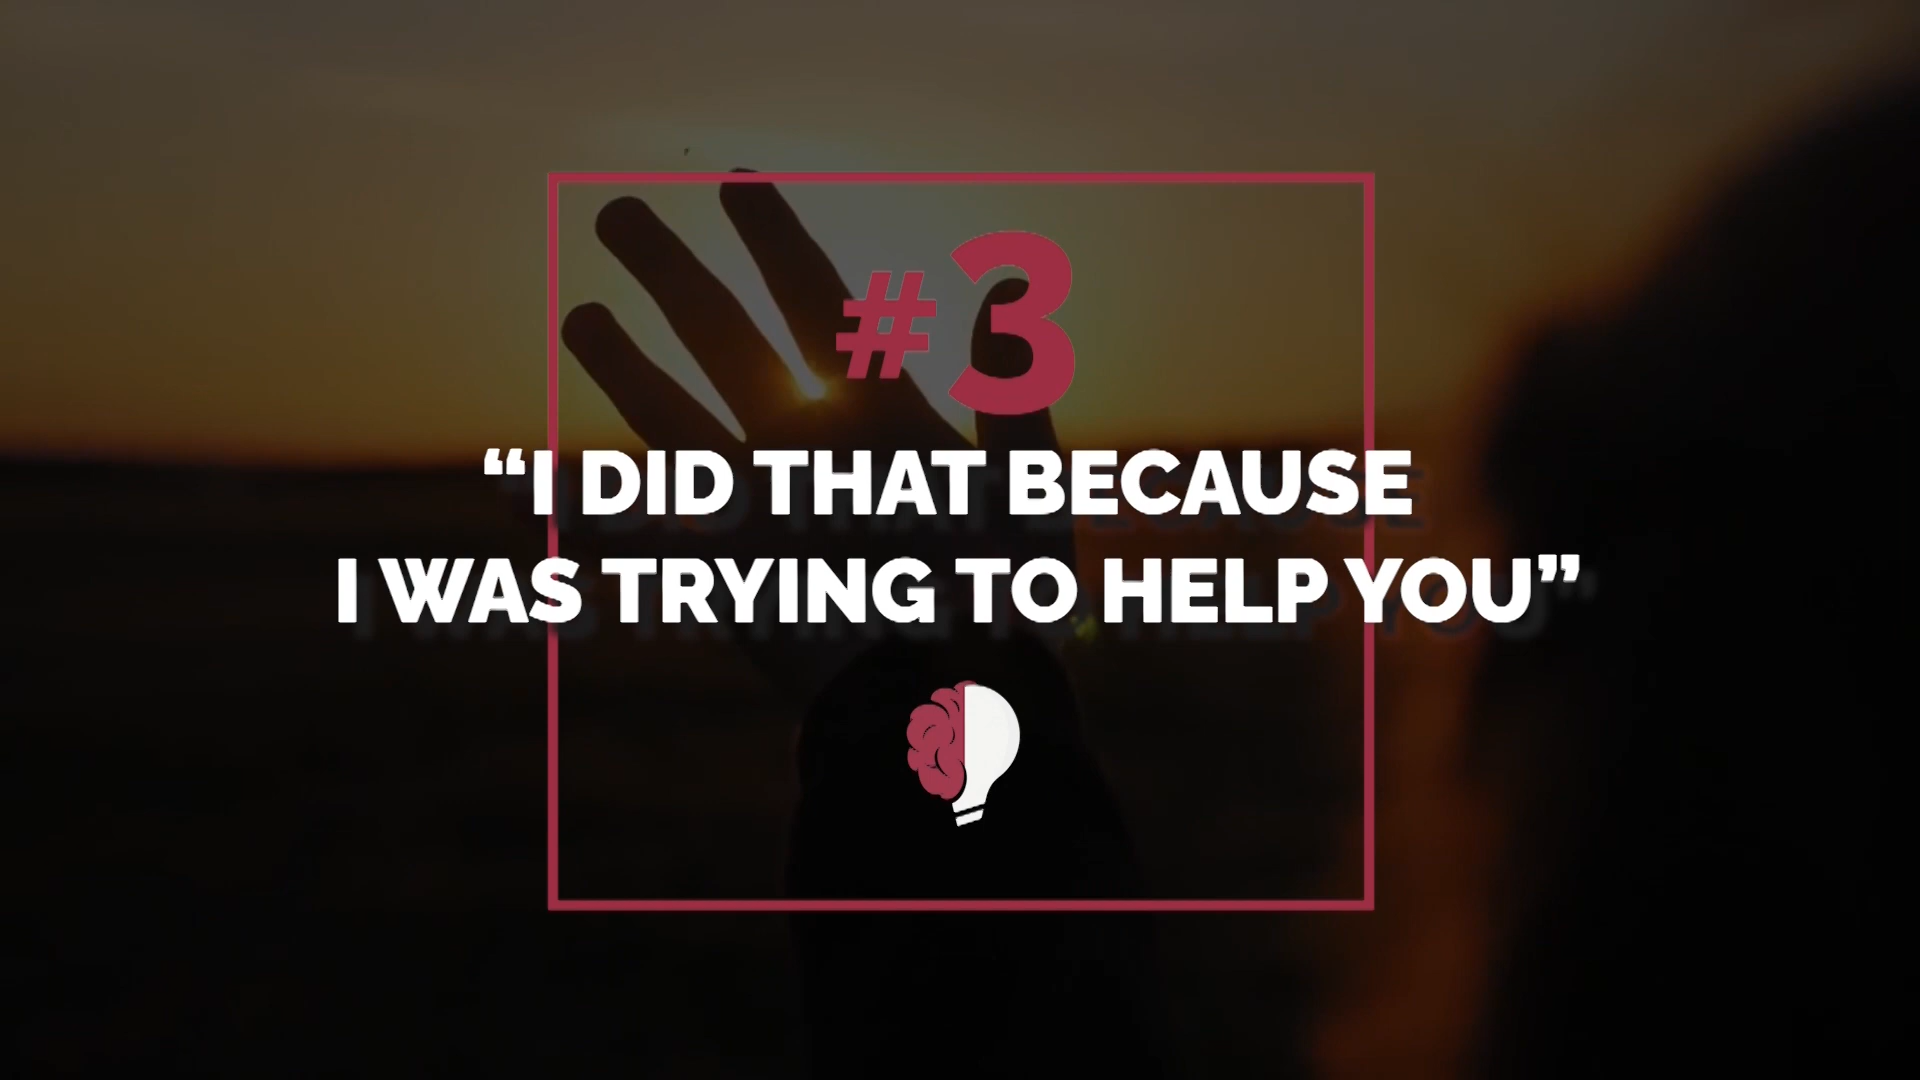 #3
“I DID THAT BECAUSE
I WAS TRYING TO HELP YOU”